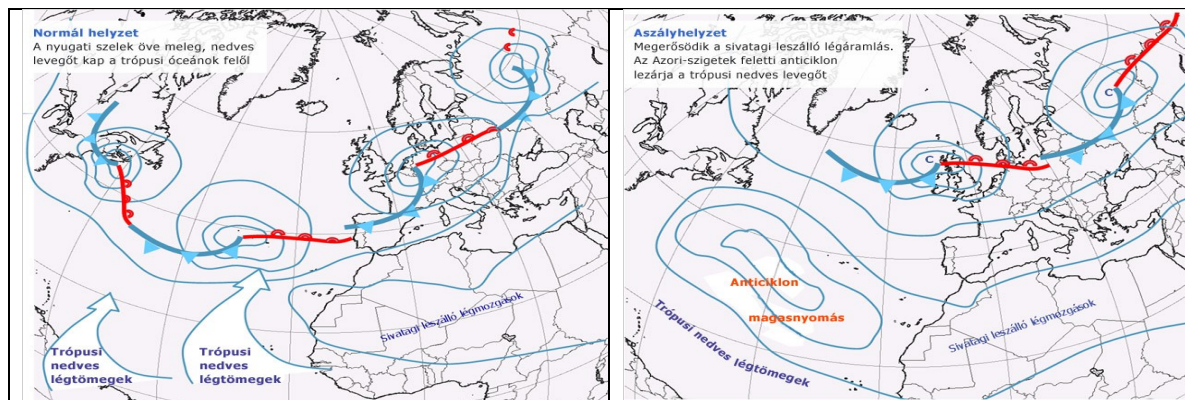 Normál helyzet
A nyugati szelek öve meleg, nedves
levegőt kap a trópusi óceánok felől
Sivatagi leszálló légmozgások
Trópusi
nedves
légtömegek
Trópusi
nedves
légtömegek
Aszályhelyzet
Megerősödik a sivatagi leszálló légáramlás.
Az Azori-szigetek feletti anticiklon
lezárja a trópusi nedves levegőt
C
C
Anticiklon
magasnyomás
Trópusi nedves légtömegek
Sivatagi leszálló légmozgások